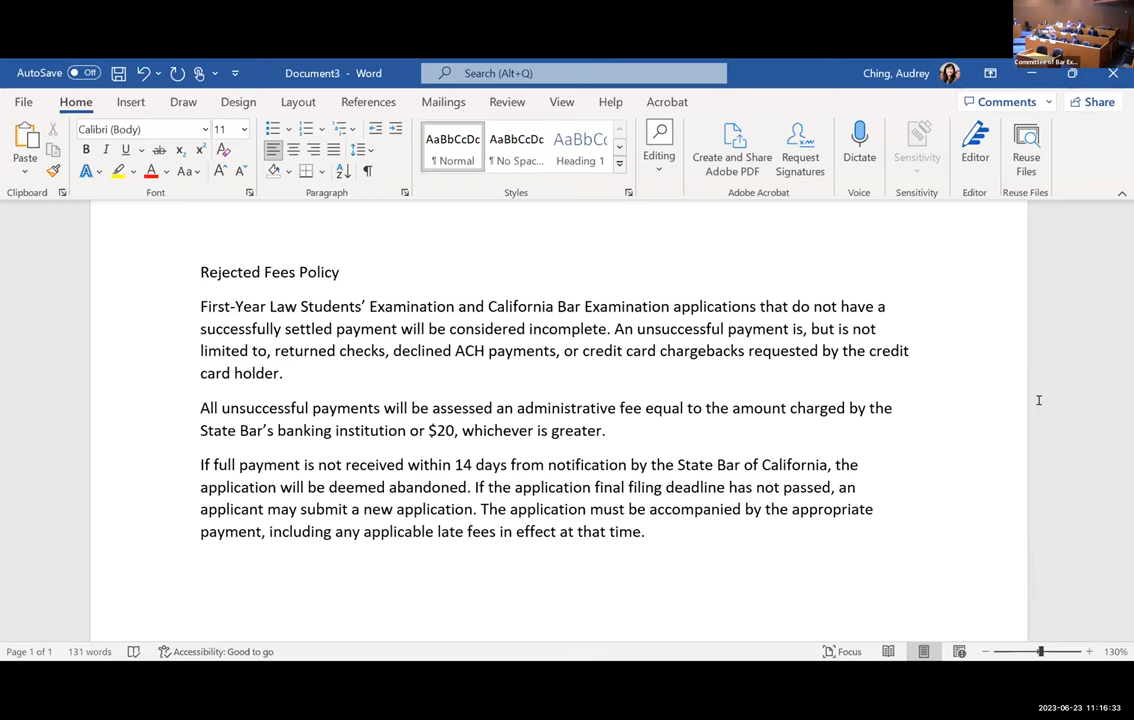 Committee of Bar Ex...
AutoSave Off Document3 - Word Search (Alt+Q) Ching, Audrey
File Home Insert Draw Design Layout References Mailings Review View Help Acrobat Comments Share
Paste Calibri (Body) 11 AaBbCcDc AaBbCcDc AaBbCc Editing Create and Share Adobe PDF Request Signatures Dictate Sensitivity Editor Reuse Files
B I U ab x₂ x² A ¶ Normal ¶ No Spac... Heading 1
A A Aa A A
Clipboard Font Paragraph Styles Adobe Acrobat Voice Sensitivity Editor Reuse Files
Rejected Fees Policy
First-Year Law Students’ Examination and California Bar Examination applications that do not have a
successfully settled payment will be considered incomplete. An unsuccessful payment is, but is not
limited to, returned checks, declined ACH payments, or credit card chargebacks requested by the credit
card holder.
All unsuccessful payments will be assessed an administrative fee equal to the amount charged by the
State Bar’s banking institution or $20, whichever is greater.
If full payment is not received within 14 days from notification by the State Bar of California, the
application will be deemed abandoned. If the application final filing deadline has not passed, an
applicant may submit a new application. The application must be accompanied by the appropriate
payment, including any applicable late fees in effect at that time.
Page 1 of 1 131 words Accessibility: Good to go Focus 130%
2023-06-23 11:16:33